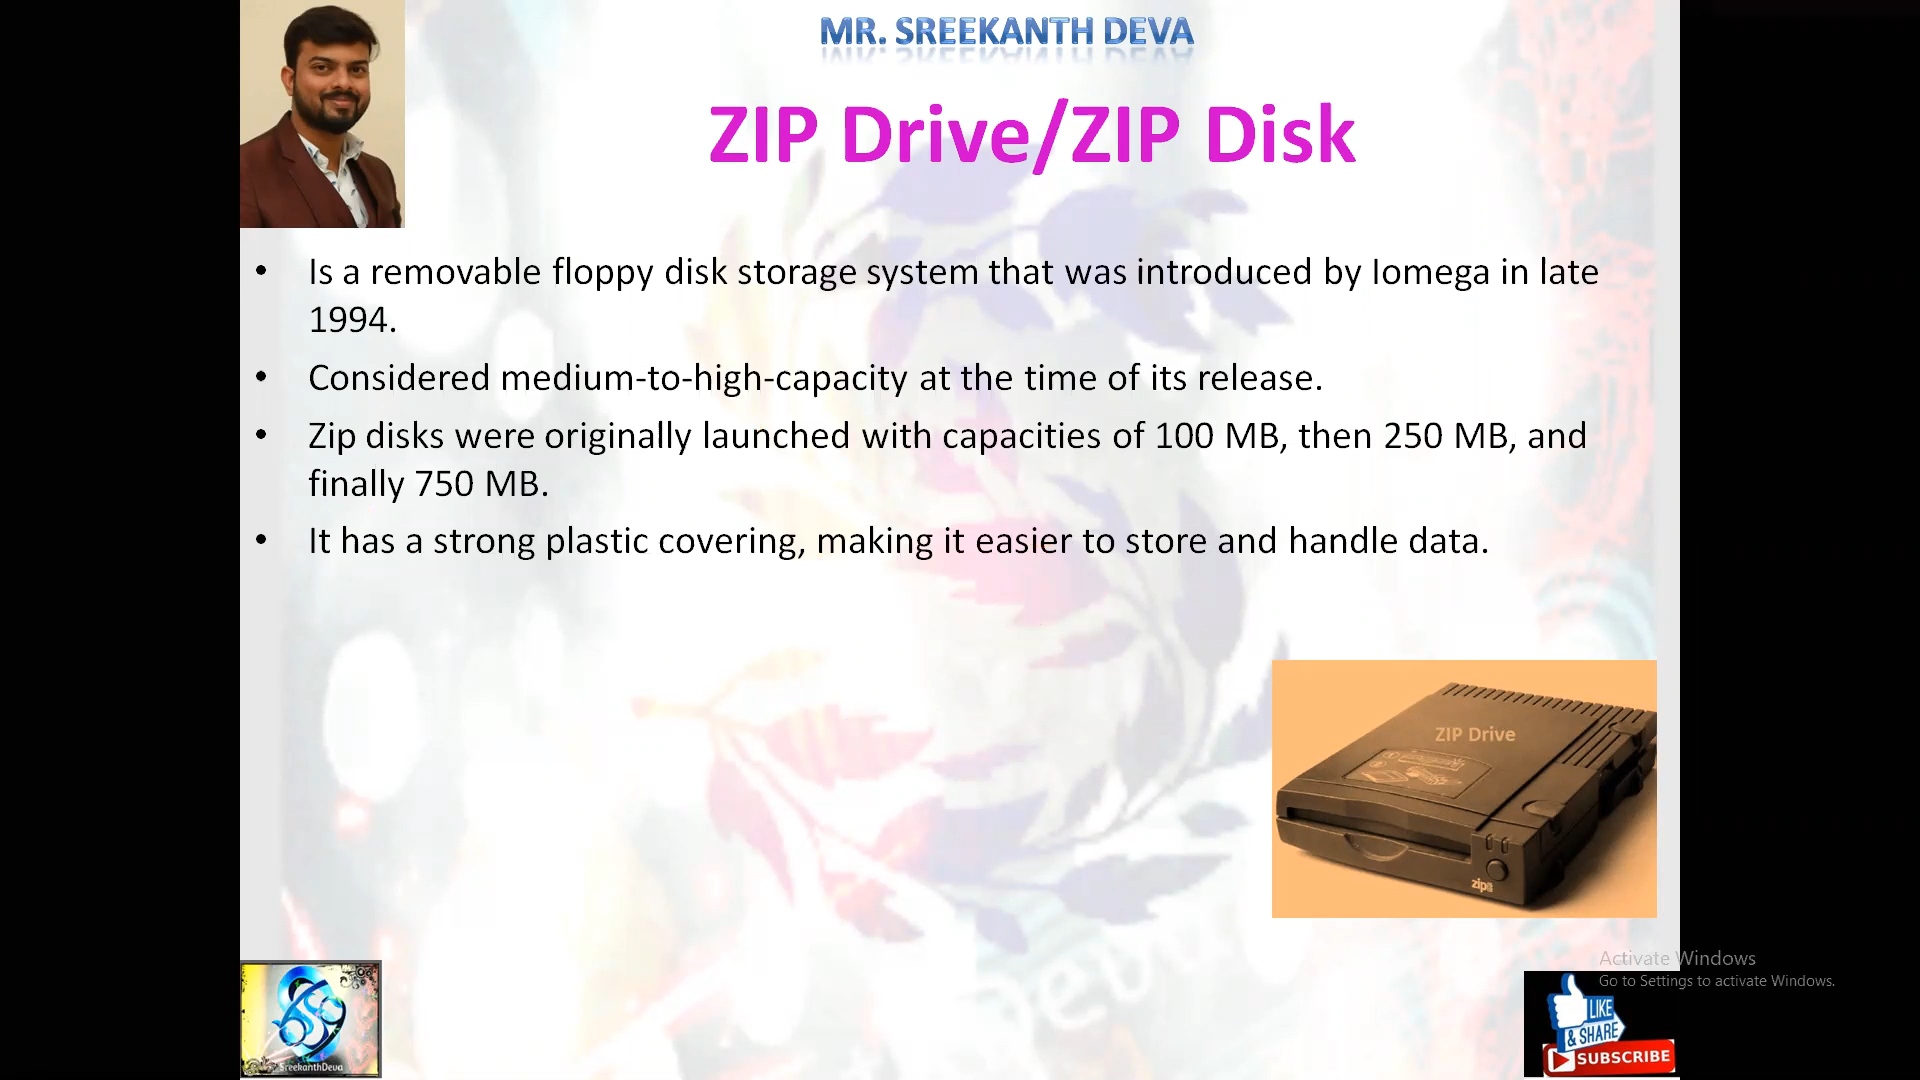 MR. SREEKANTH DEVA
ZIP Drive/ZIP Disk
• Is a removable floppy disk storage system that was introduced by Iomega in late
1994.
• Considered medium-to-high-capacity at the time of its release.
• Zip disks were originally launched with capacities of 100 MB, then 250 MB, and
finally 750 MB.
• It has a strong plastic covering, making it easier to store and handle data.
ZIP Drive
zip
Activate Windows
Go to Settings to activate Windows.
LIKE
& SHARE
SUBSCRIBE
SreekanthDeva